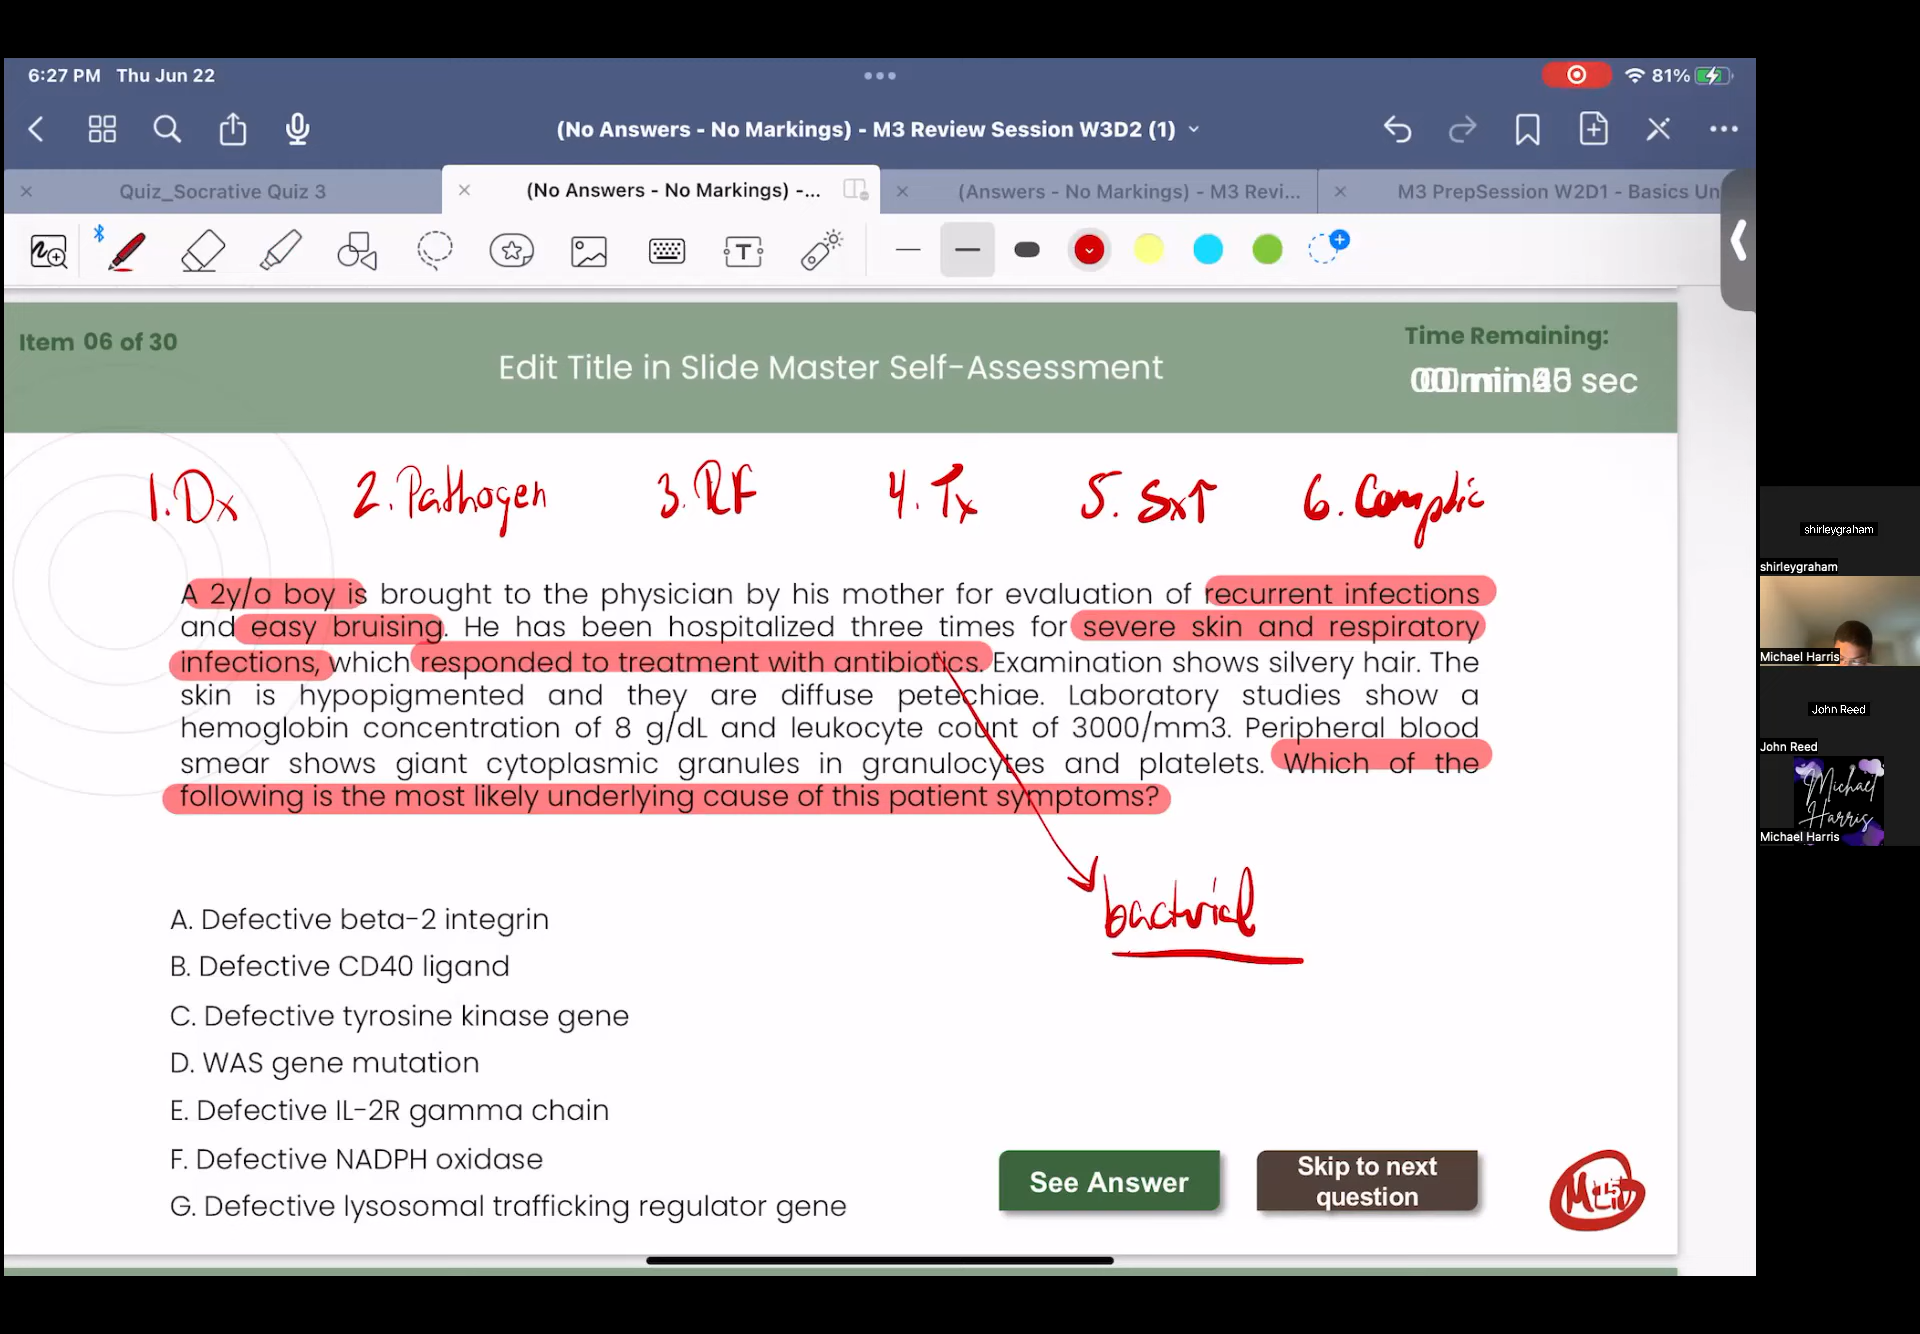 6:27 PM Thu Jun 22
81%
(No Answers - No Markings) - M3 Review Session W3D2 (1)
Quiz_Socrative Quiz 3
(No Answers - No Markings) -...
(Answers - No Markings) - M3 Revi...
M3 PrepSession W2D1 - Basics Un
T
Item 06 of 30
Edit Title in Slide Master Self-Assessment
Time Remaining:
sec
1. Dx 2. Pathogen 3. RF 4. Tx 5. Sx↑ 6. Complic
A 2y/o boy is brought to the physician by his mother for evaluation of recurrent infections
and easy bruising. He has been hospitalized three times for severe skin and respiratory
infections, which responded to treatment with antibiotics. Examination shows silvery hair. The
skin is hypopigmented and they are diffuse petechiae. Laboratory studies show a
hemoglobin concentration of 8 g/dL and leukocyte count of 3000/mm3. Peripheral blood
smear shows giant cytoplasmic granules in granulocytes and platelets. Which of the
following is the most likely underlying cause of this patient symptoms?
bactrial
A. Defective beta-2 integrin
B. Defective CD40 ligand
C. Defective tyrosine kinase gene
D. WAS gene mutation
E. Defective IL-2R gamma chain
F. Defective NADPH oxidase
G. Defective lysosomal trafficking regulator gene
See Answer
Skip to next
question
shirleygraham
shirleygraham
Michael Harris
John Reed
John Reed
Michael
Harris
Michael Harris